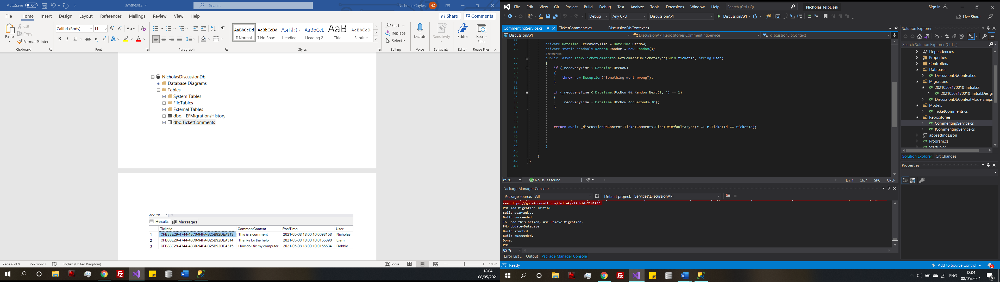 AutoSave Off
synthesis2
Search
Nicholas Coyles NC
File Home Insert Design Layout References Mailings Review View Help
Share Comments
Paste
Cut
Copy
Format Painter
Clipboard
Calibri (Body) 11
Font
Paragraph
AaBbCcDd AaBbCcDd AaBbCc AaBbCcD AaB AaBbCcD
¶ Normal ¶ No Spac... Heading 1 Heading 2 Title Subtitle
Styles
Find
Replace
Select
Editing
Dictate
Voice
Sensitivity
Sensitivity
Editor
Editor
Reuse Files
Reuse Files
NicholasDiscussionDb
Database Diagrams
Tables
System Tables
FileTables
External Tables
dbo.__EFMigrationsHistory
dbo.TicketComments
Results Messages
TicketId CommentContent PostTime User
1 CFB88E29-4744-48C0-94FA-B25B92DEA313 This is a comment 2021-05-08 18:00:10.0098158 Nicholas
2 CFB88E29-4744-48C0-94FA-B25B92DEA314 Thanks for the help 2021-05-08 18:00:10.0155390 Liam
3 CFB88E29-4744-48C0-94FA-B25B92DEA315 How do I fix my computer 2021-05-08 18:00:10.0155534 Robbie
Page 6 of 9 299 words English (United Kingdom) Focus 100%
18:04
08/05/2021
File Edit View Git Project Build Debug Test Analyze Tools Extensions Window Help Search (Ctrl+Q) NicholasHelpDesk Sign in
Debug Any CPU DiscussionAPI DiscussionAPI Live Share
CommentingService.cs TicketComments.cs DiscussionDbContext.cs
DiscussionAPI DiscussionAPI.Repositories.CommentingService _discussionDbContext
23
24 private DateTime _recoveryTime = DateTime.UtcNow;
25 private static readonly Random Random = new Random();
2 references
26 public async Task<TicketComments> GetCommentOnTicketAsync(Guid ticketId, string user)
27 {
28 if (_recoveryTime > DateTime.UtcNow)
29 {
30 throw new Exception("Something went wrong");
31 }
32
33 if (_recoveryTime < DateTime.UtcNow && Random.Next(1, 4) == 1)
34 {
35 _recoveryTime = DateTime.UtcNow.AddSeconds(30);
36 }
37
38
39
40 return await _discussionDbContext.TicketComments.FirstOrDefaultAsync(r => r.TicketId == ticketId);
41
42
43
44 }
45
46 }
47 }
48
89 % No issues found Ln: 1 Ch: 1 SPC CRLF
Package Manager Console
Package source: All Default project: Services\DiscussionAPI
see https://go.microsoft.com/fwlink/?linkid=2141943.
PM> Add-Migration Initial
Build started...
Build succeeded.
To undo this action, use Remove-Migration.
PM> Update-Database
Build started...
Build succeeded.
Done.
PM>
89 %
Error List ... Output Package Manager Console
Ready
Add to Source Control 2
Solution Explorer
Search Solution Explorer (Ctrl+;)
Dependencies
Properties
Controllers
Database
C# DiscussionDbContext.cs
Migrations
C# 20210508170010_Initial.cs
C# 20210508170010_Initial.Desig
C# DiscussionDbContextModelSnaps
Models
C# TicketComments.cs
Repositories
C# CommentingService.cs
C# ICommentingService.cs
appsettings.json
C# Program.cs
C# Startup.cs
Solution Explorer Git Changes
Properties
ENG
18:04
08/05/2021
8